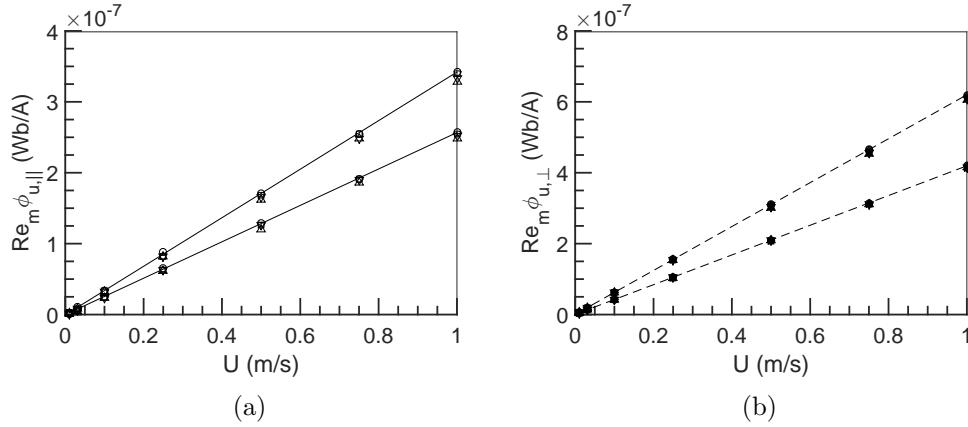 ×10⁻⁷
4
3
2
1
0
Re_m ϕ_{u,||} (Wb/A)
0 0.2 0.4 0.6 0.8 1
U (m/s)
(a)
×10⁻⁷
8
6
4
2
0
Re_m ϕ_{u,⊥} (Wb/A)
0 0.2 0.4 0.6 0.8 1
U (m/s)
(b)